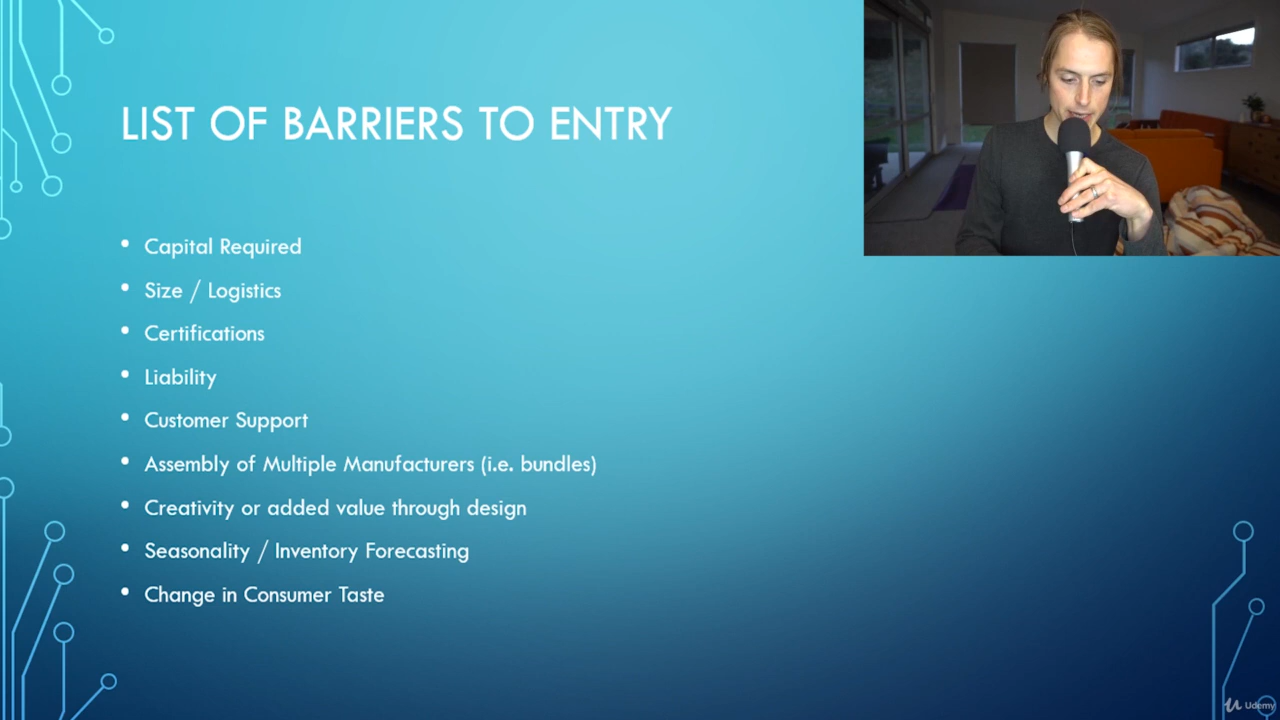 LIST OF BARRIERS TO ENTRY
• Capital Required
• Size / Logistics
• Certifications
• Liability
• Customer Support
• Assembly of Multiple Manufacturers (i.e. bundles)
• Creativity or added value through design
• Seasonality / Inventory Forecasting
• Change in Consumer Taste
Udemy